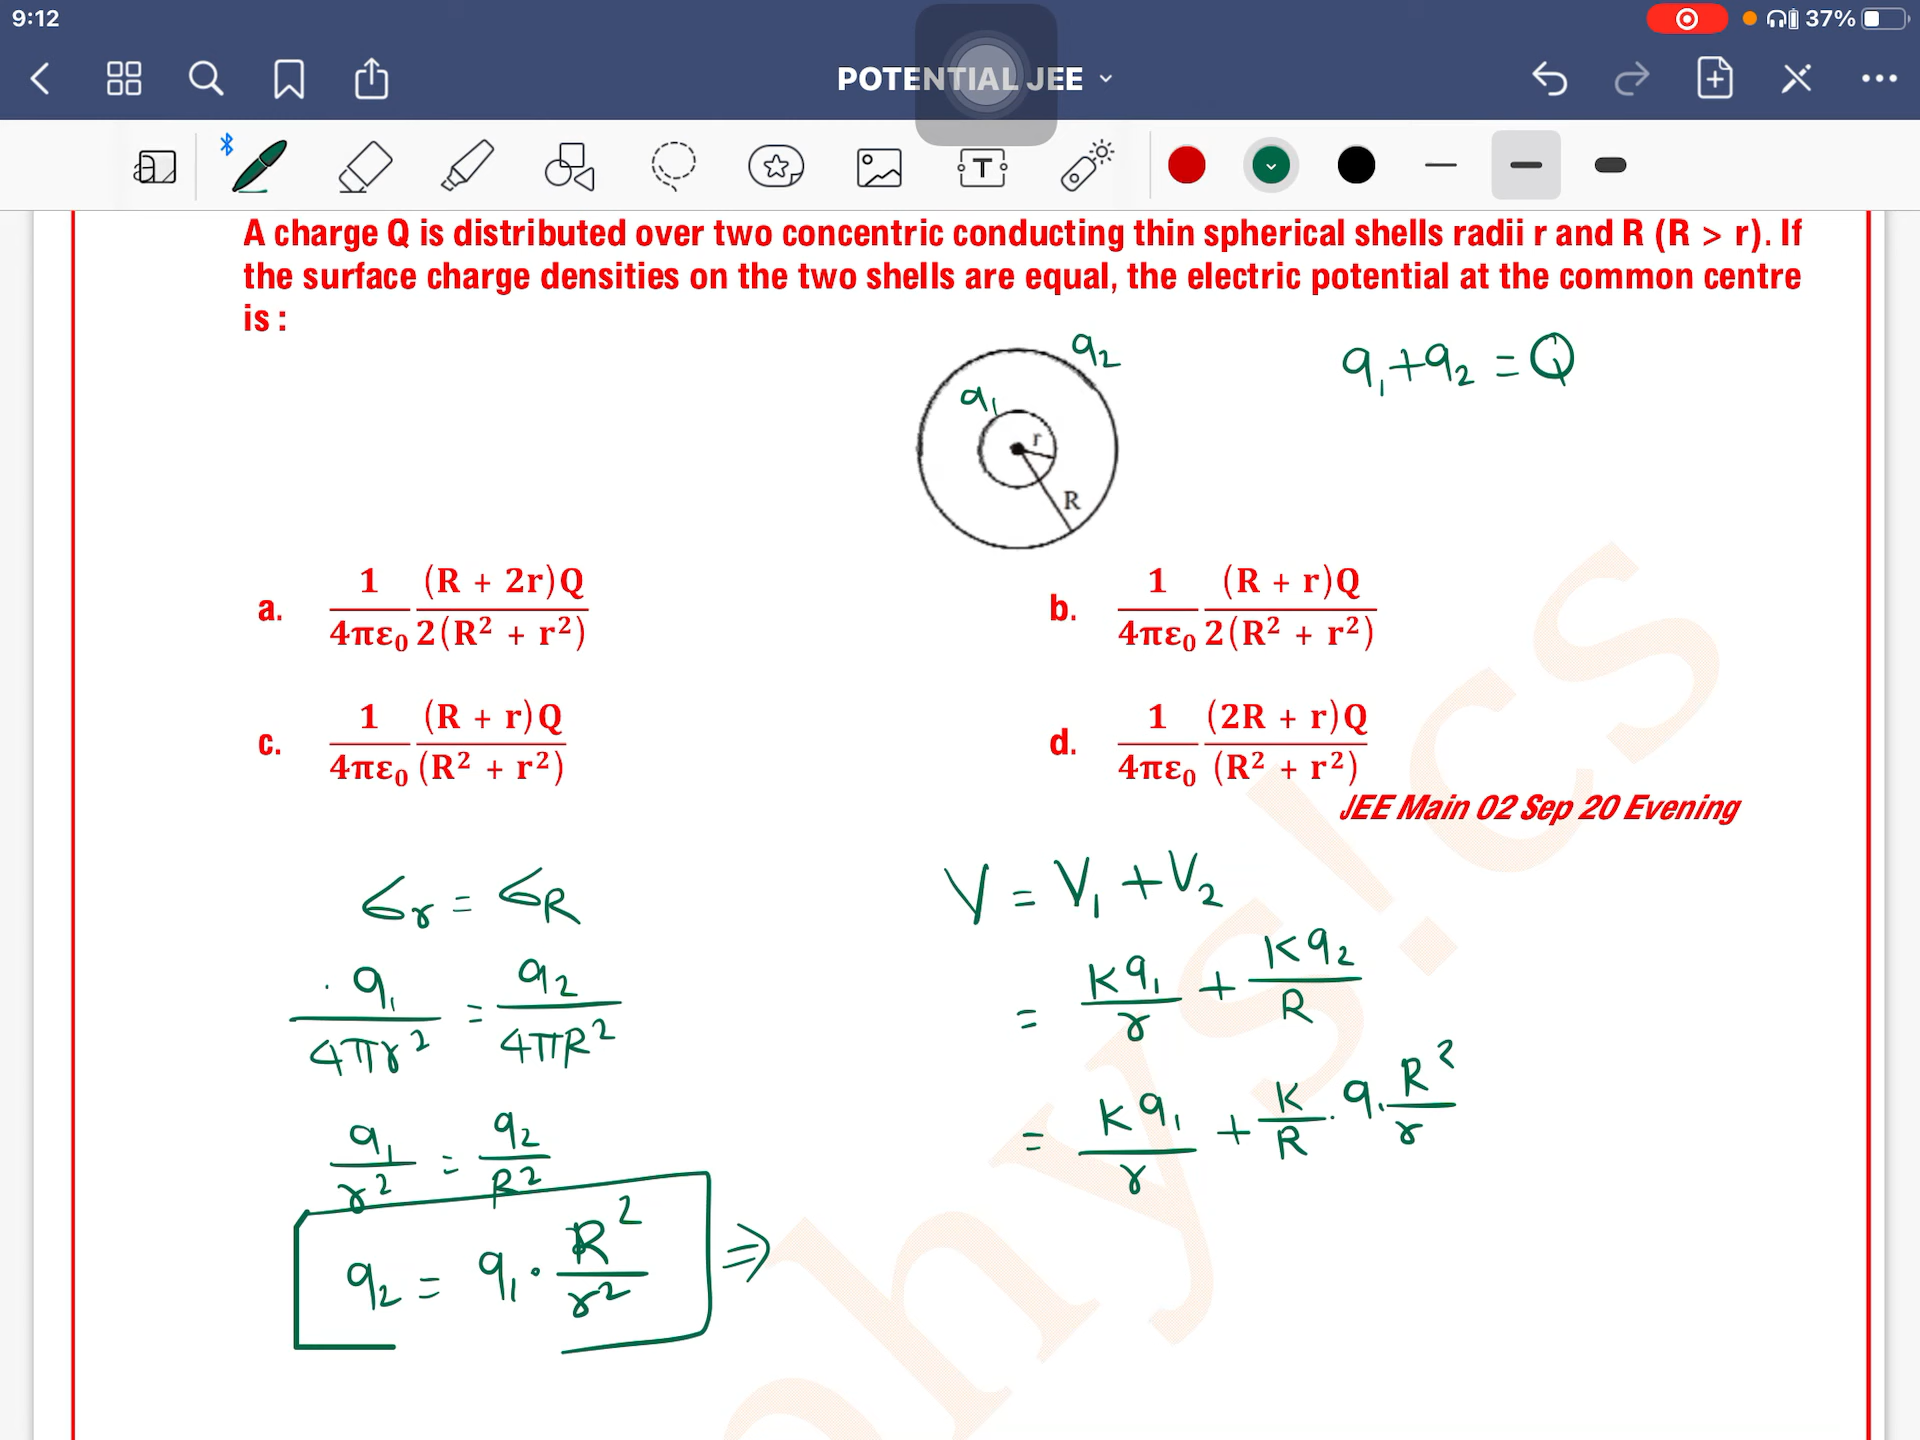 9:12
37%
POTENTIAL JEE
A charge Q is distributed over two concentric conducting thin spherical shells radii r and R (R > r). If
the surface charge densities on the two shells are equal, the electric potential at the common centre
is :
q₂
q₁
r
R
q₁+q₂ = Q
a. 1/4πε₀ (R + 2r)Q/2(R² + r²)
b. 1/4πε₀ (R + r)Q/2(R² + r²)
c. 1/4πε₀ (R + r)Q/(R² + r²)
d. 1/4πε₀ (2R + r)Q/(R² + r²)
JEE Main 02 Sep 20 Evening
σr = σR
q₁/4πr² = q₂/4πR²
q₁/r² = q₂/R²
q₂ = q₁ · R²/r² ⇒
V = V₁ + V₂
= Kq₁/r + Kq₂/R
= Kq₁/r + K/R · q₁ R²/r
hys!cs